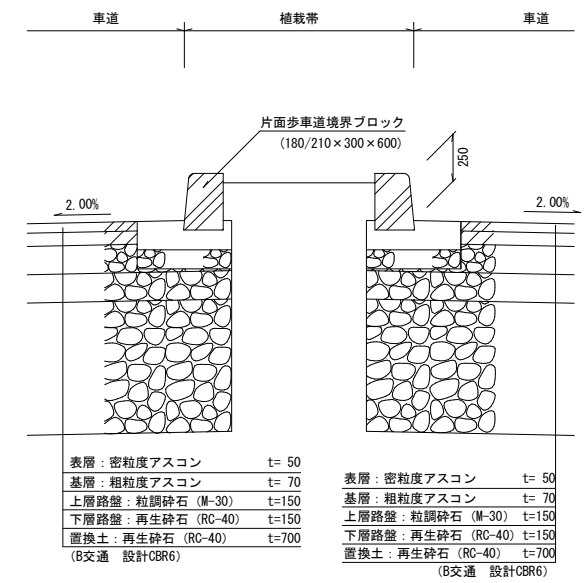 車道 植栽帯 車道
片面歩車道境界ブロック
(180/210×300×600)
250
2.00% 2.00%
表層：密粒度アスコン t= 50
基層：粗粒度アスコン t= 70
上層路盤：粒調砕石（M-30） t=150
下層路盤：再生砕石（RC-40） t=150
置換土：再生砕石（RC-40） t=700
(B交通 設計CBR6)
表層：密粒度アスコン t= 50
基層：粗粒度アスコン t= 70
上層路盤：粒調砕石（M-30） t=150
下層路盤：再生砕石（RC-40） t=150
置換土：再生砕石（RC-40） t=700
(B交通 設計CBR6)